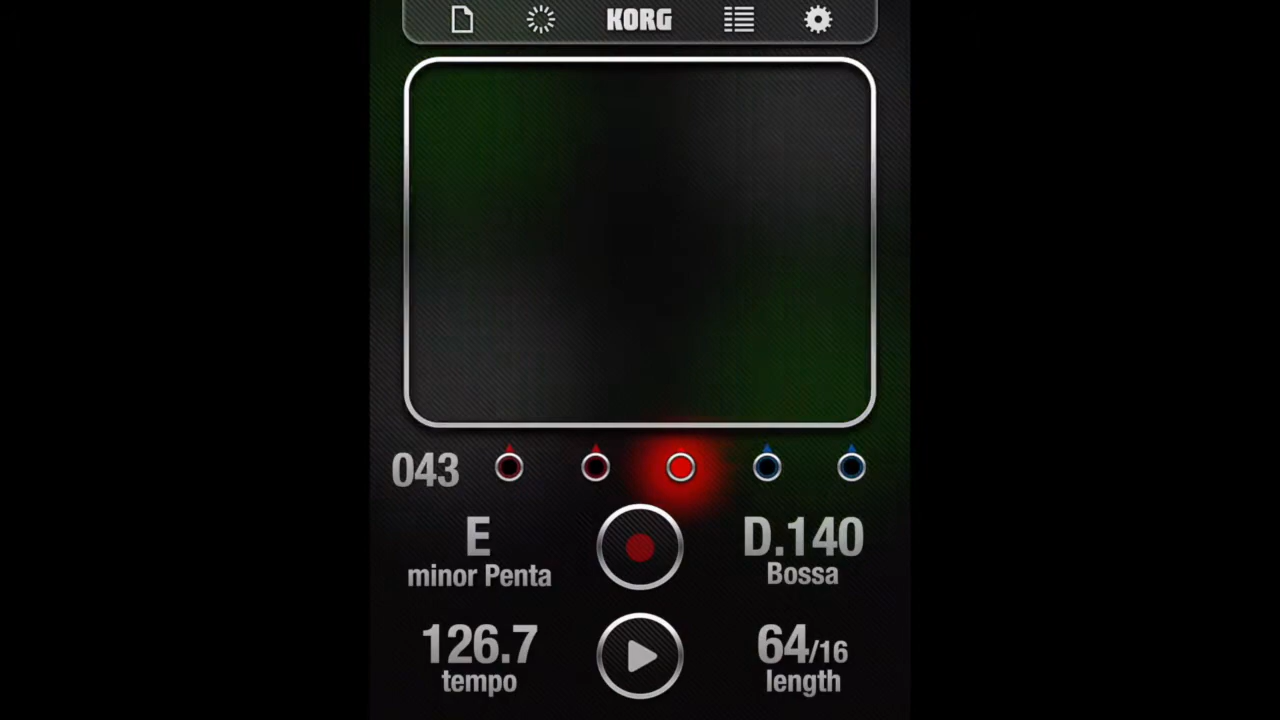 KORG
043
E
minor Penta
D.140
Bossa
126.7
tempo
64/16
length